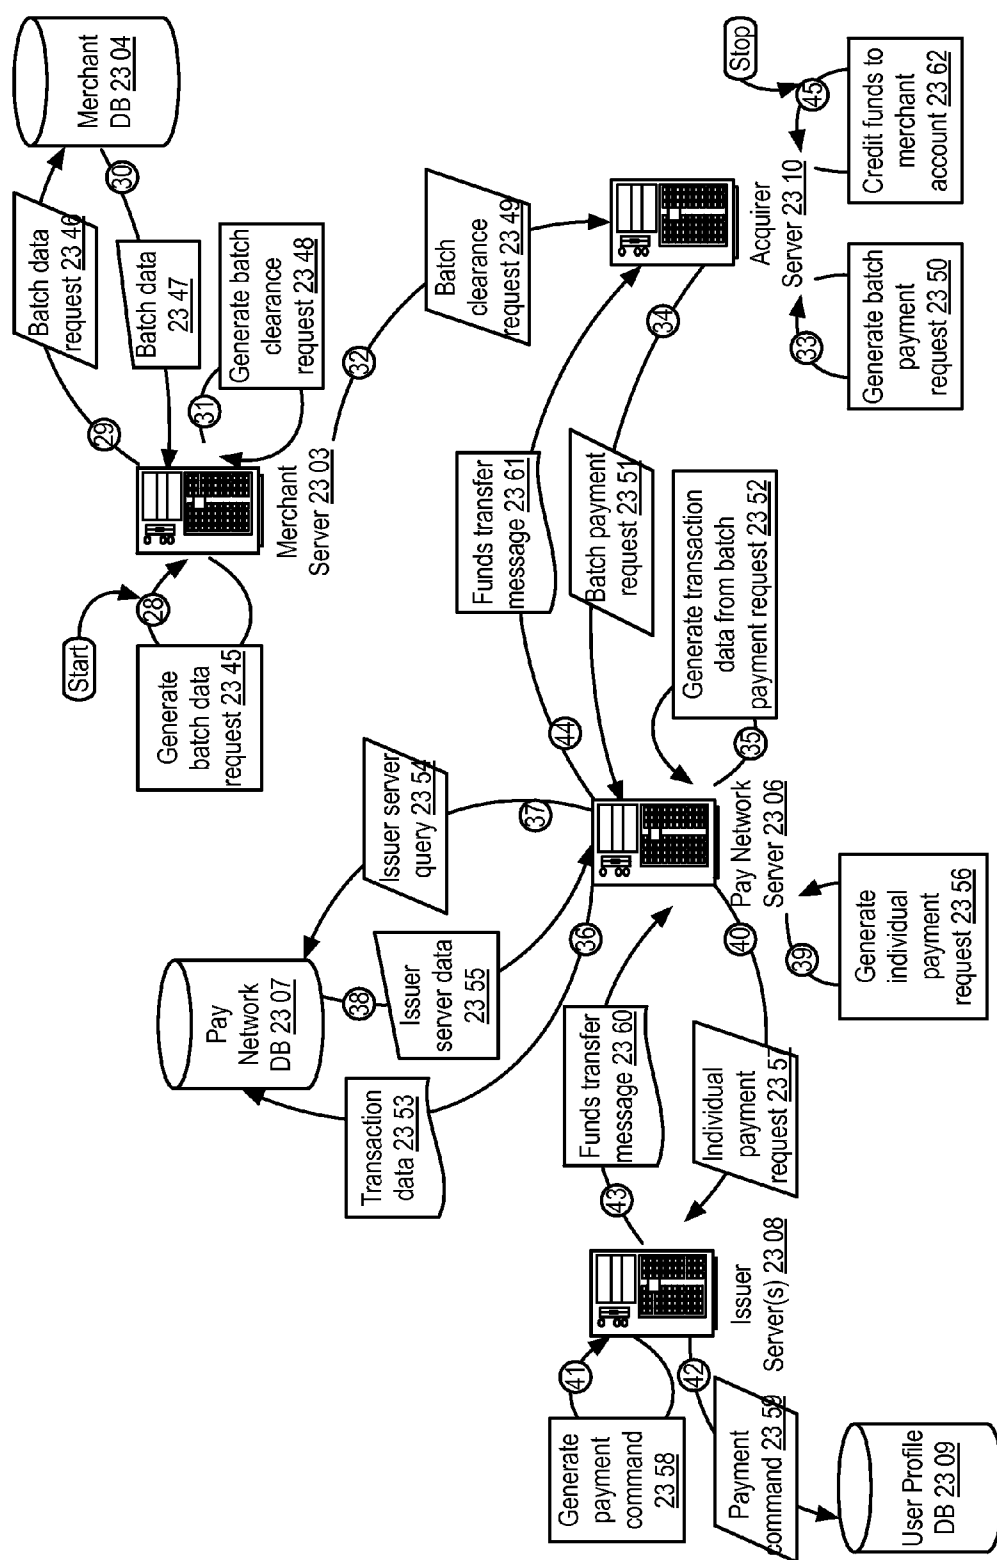 Start
28
Generate
batch data
request 23 45
Merchant
Server 23 03
29
Batch data
request 23 46
Merchant
DB 23 04
30
Batch data
23 47
31
Generate batch
clearance
request 23 48
32
Batch
clearance
request 23 49
Acquirer
Server 23 10
33
Generate batch
payment
request 23 50
34
Batch payment
request 23 51
Pay Network
Server 23 06
35
Generate transaction
data from batch
payment request 23 52
36
Transaction
data 23 53
Pay
Network
DB 23 07
37
Issuer server
query 23 54
38
Issuer
server data
23 55
39
Generate
individual
payment
request 23 56
40
Individual
payment
request 23 5
Issuer
Server(s) 23 08
41
Generate
payment
command
23 58
42
Payment
command 23 59
User Profile
DB 23 09
43
Funds transfer
message 23 60
44
Funds transfer
message 23 61
45
Credit funds to
merchant
account 23 62
Stop